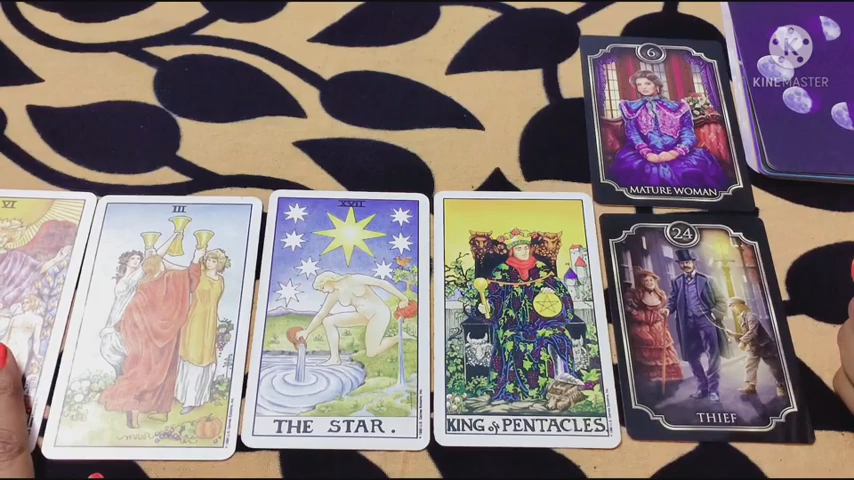 VI
III
XVII
THE STAR.
KING of PENTACLES.
6
MATURE WOMAN
24
THIEF
K
KINEMASTER